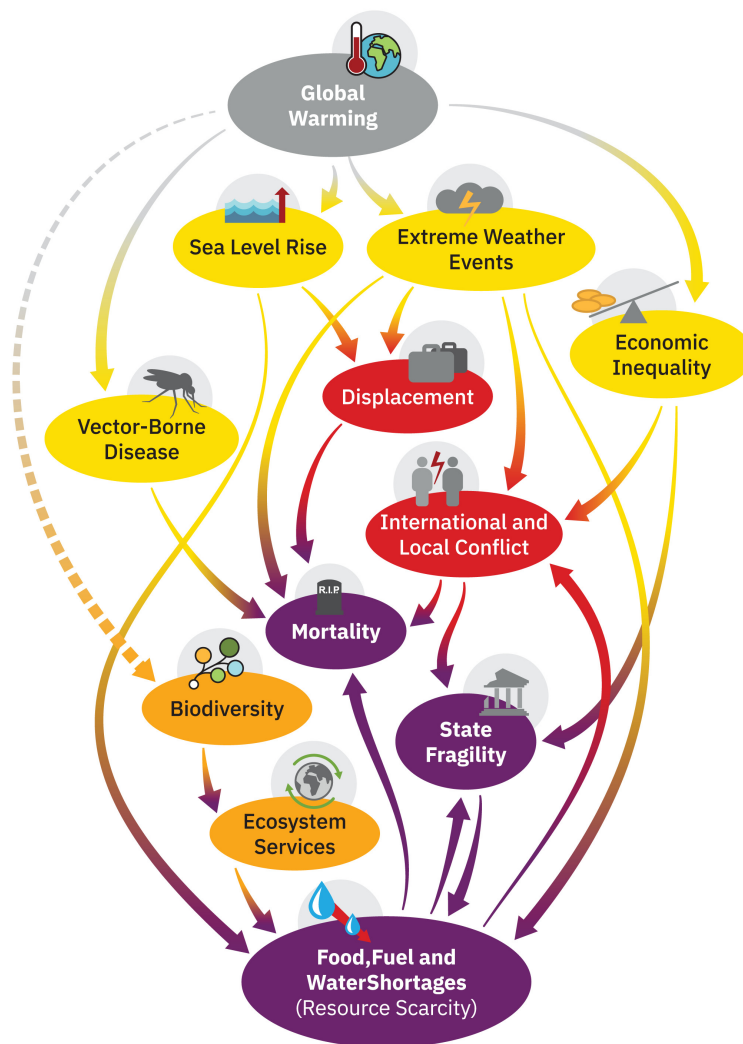 Global
Warming
Sea Level Rise
Extreme Weather
Events
Economic
Inequality
Displacement
Vector-Borne
Disease
International and
Local Conflict
R.I.P.
Mortality
Biodiversity
State
Fragility
Ecosystem
Services
Food,Fuel and
WaterShortages
(Resource Scarcity)